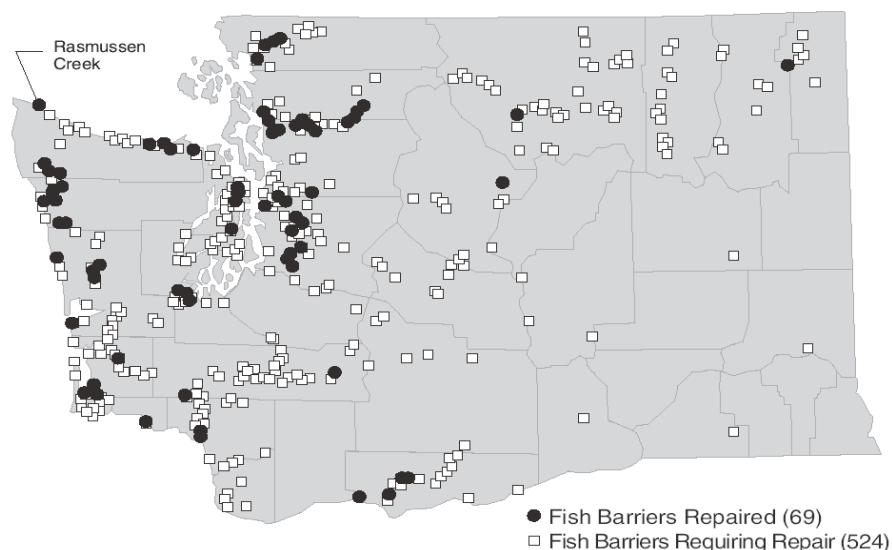 Rasmussen
Creek
Fish Barriers Repaired (69)
Fish Barriers Requiring Repair (524)